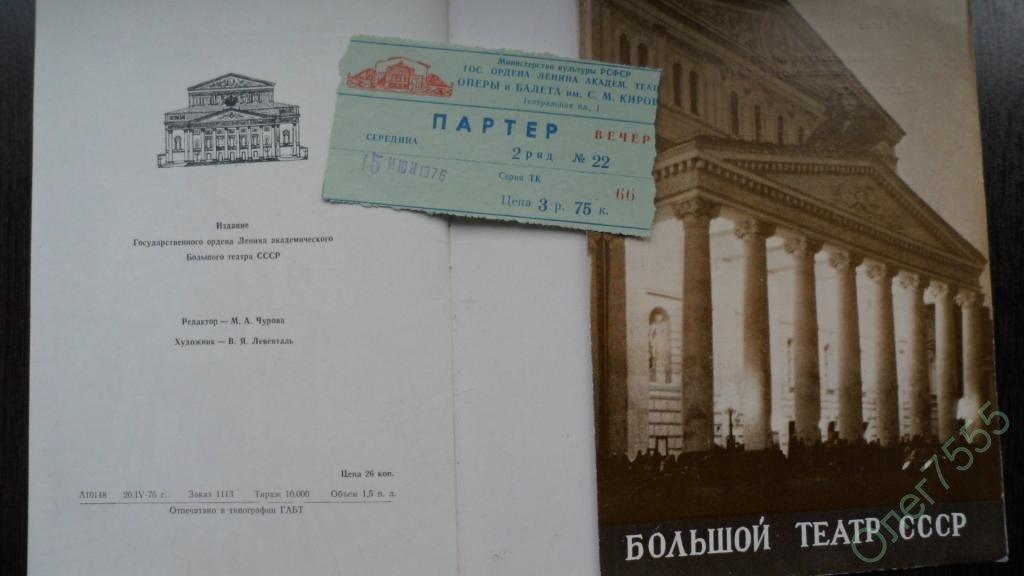 Издание
Государственного ордена Ленина академического
Большого театра СССР
Редактор — М. А. Чурова
Художник — В. Я. Левенталь
Цена 26 коп.
А10148 20.IV-76 г. Заказ 1113 Тираж 10,000 Объем 1,5 п. л.
Отпечатано в типографии ГАБТ
Министерство культуры РСФСР
ГОС. ОРДЕНА ЛЕНИНА АКАДЕМ. ТЕАТ
ОПЕРЫ и БАЛЕТА им. С. М. КИРОВ
Театральная пл., 1
ПАРТЕР ВЕЧЕР
СЕРЕДИНА 2 ряд № 22
15 ИЮН 1976
Серия ТК 66
Цена 3 р. 75 к.
БОЛЬШОЙ ТЕАТР СССР
Олег7555